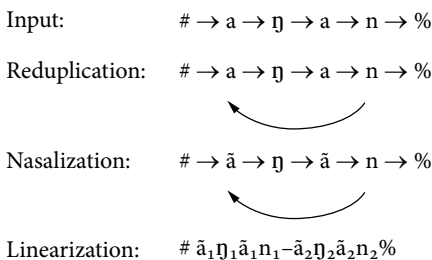 Input: # → a → ŋ → a → n → %
Reduplication: # → a → ŋ → a → n → %
Nasalization: # → ã → ŋ → ã → n → %
Linearization: # ã₁ŋ₁ã₁n₁–ã₂ŋ₂ã₂n₂%